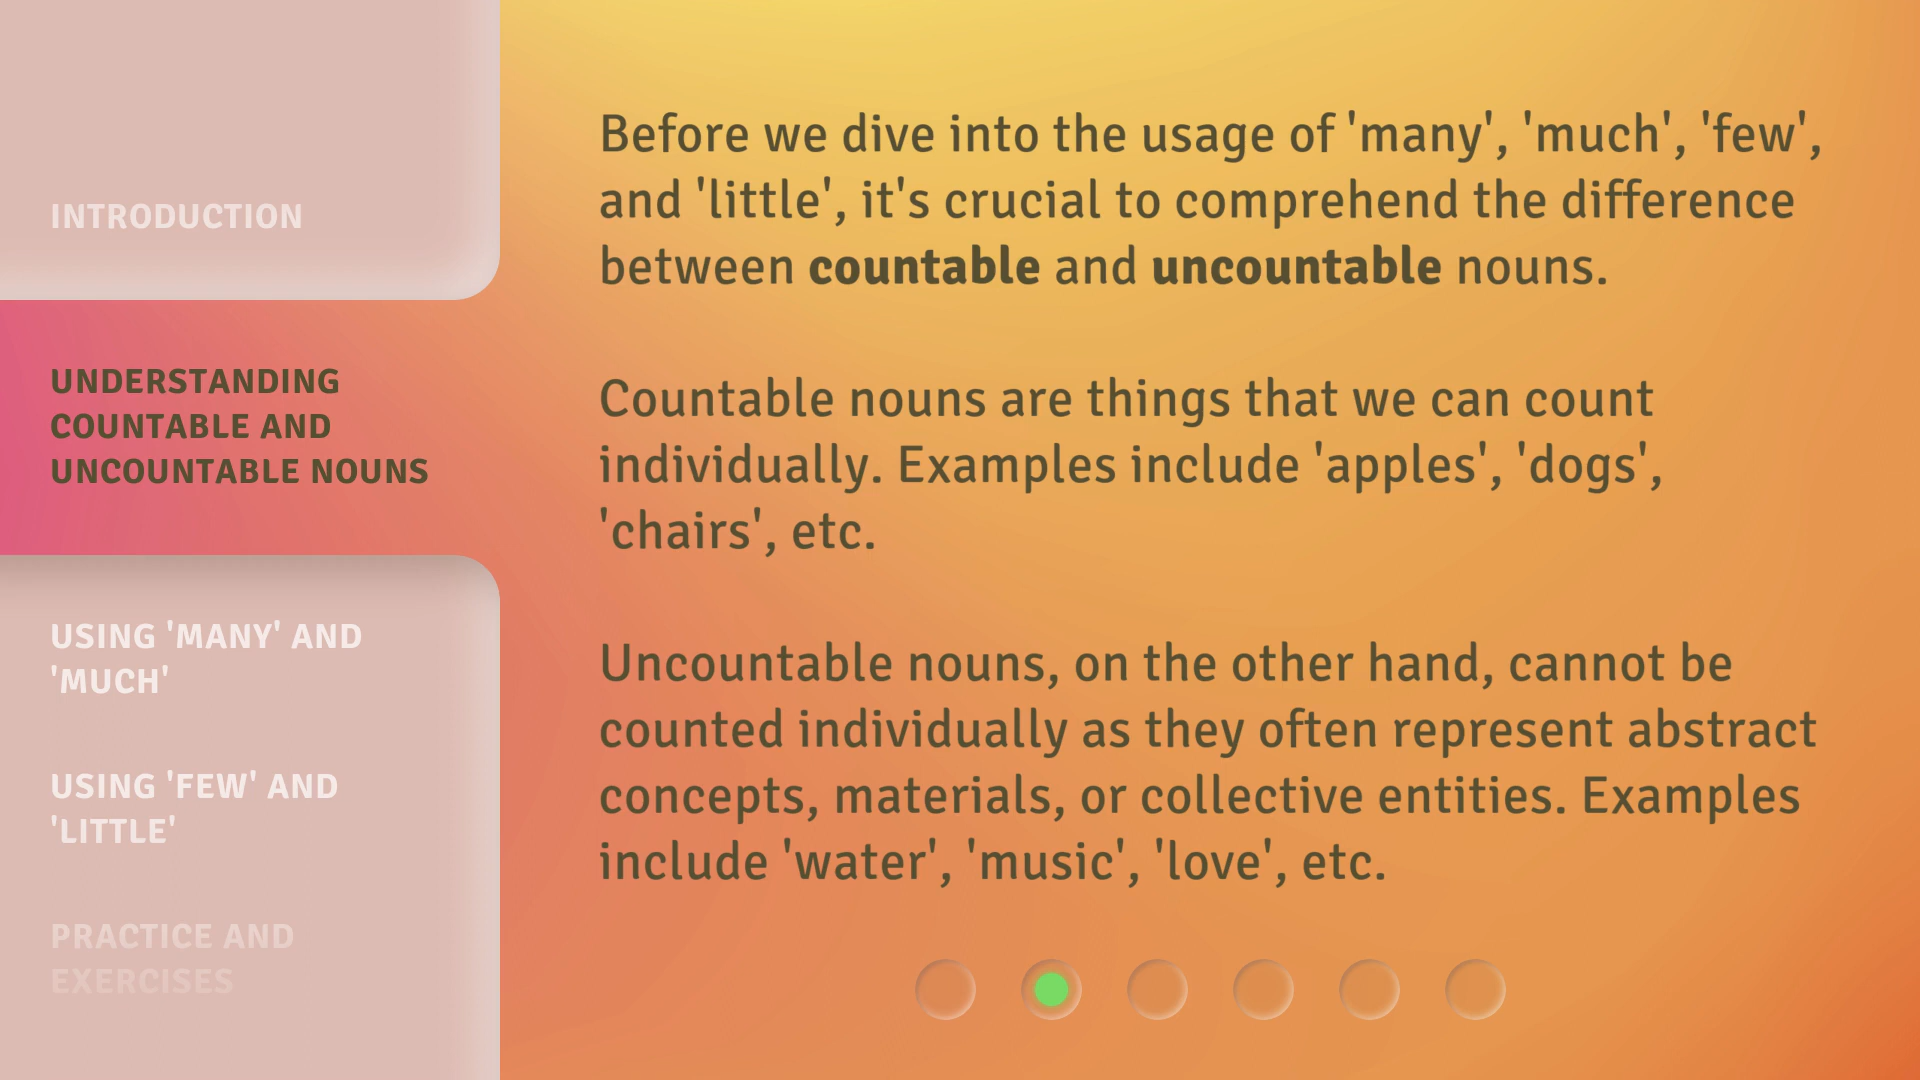 INTRODUCTION
UNDERSTANDING
COUNTABLE AND
UNCOUNTABLE NOUNS
USING 'MANY' AND
'MUCH'
USING 'FEW' AND
'LITTLE'
PRACTICE AND
EXERCISES
Before we dive into the usage of 'many', 'much', 'few',
and 'little', it's crucial to comprehend the difference
between countable and uncountable nouns.
Countable nouns are things that we can count
individually. Examples include 'apples', 'dogs',
'chairs', etc.
Uncountable nouns, on the other hand, cannot be
counted individually as they often represent abstract
concepts, materials, or collective entities. Examples
include 'water', 'music', 'love', etc.